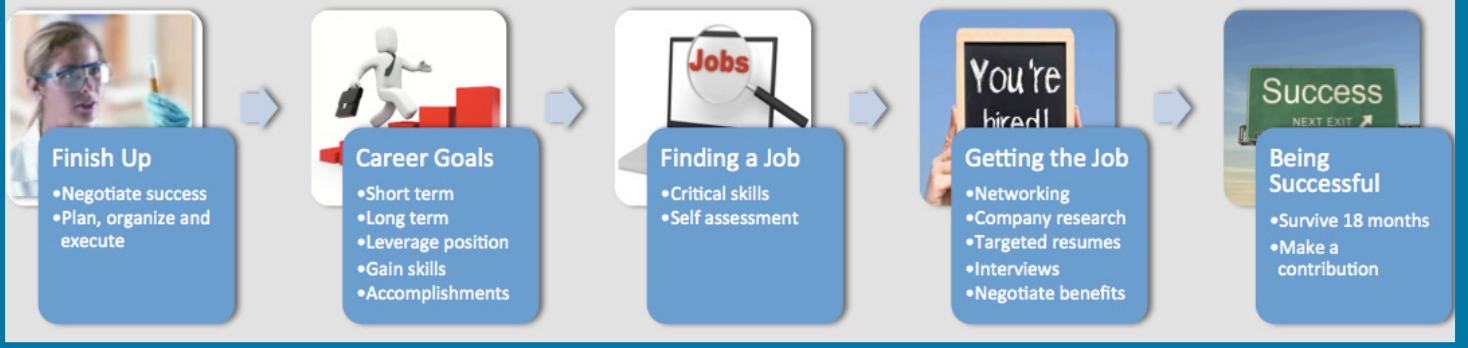 Jobs
You're
hired!
Success
NEXT EXIT
Finish Up
•Negotiate success
•Plan, organize and
execute
Career Goals
•Short term
•Long term
•Leverage position
•Gain skills
•Accomplishments
Finding a Job
•Critical skills
•Self assessment
Getting the Job
•Networking
•Company research
•Targeted resumes
•Interviews
•Negotiate benefits
Being
Successful
•Survive 18 months
•Make a
contribution